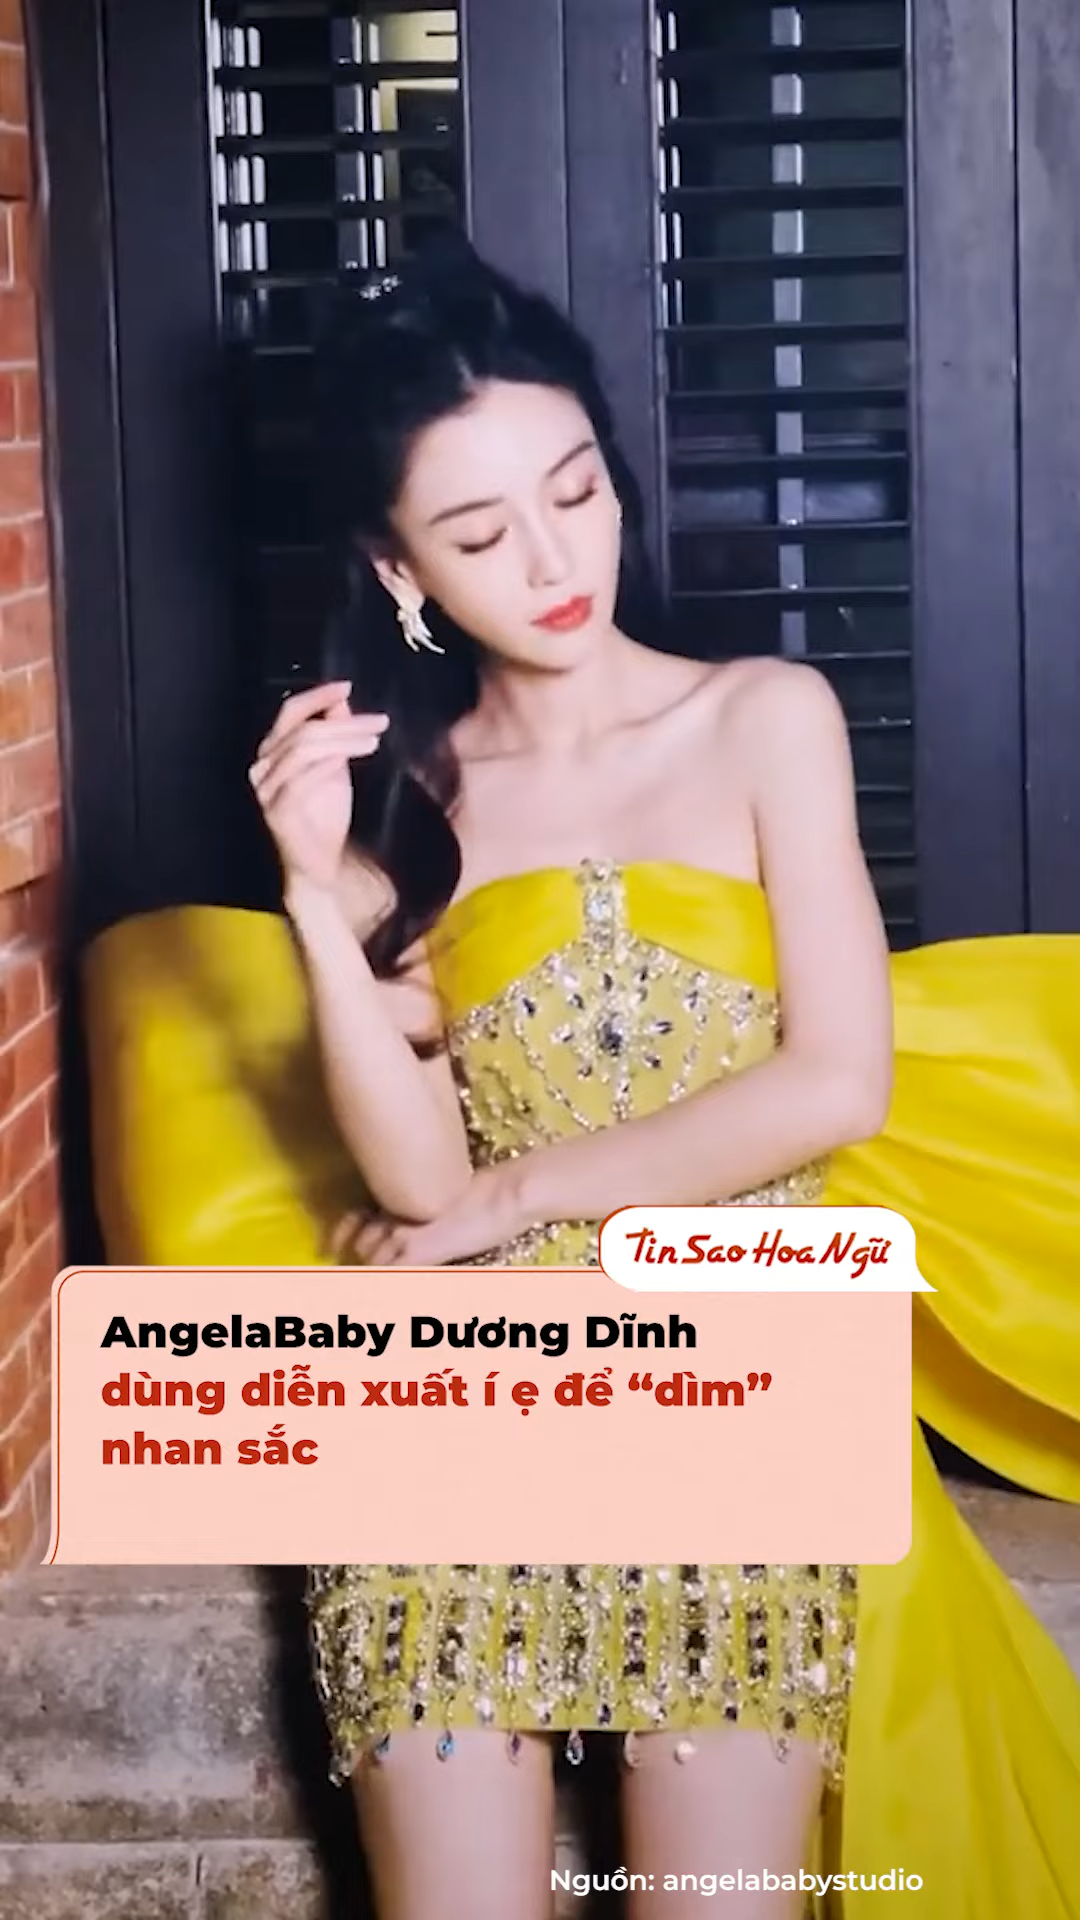 Tin Sao Hoa Ngữ
AngelaBaby Dương Dĩnh
dùng diễn xuất í ẹ để “dìm”
nhan sắc
Nguồn: angelababystudio